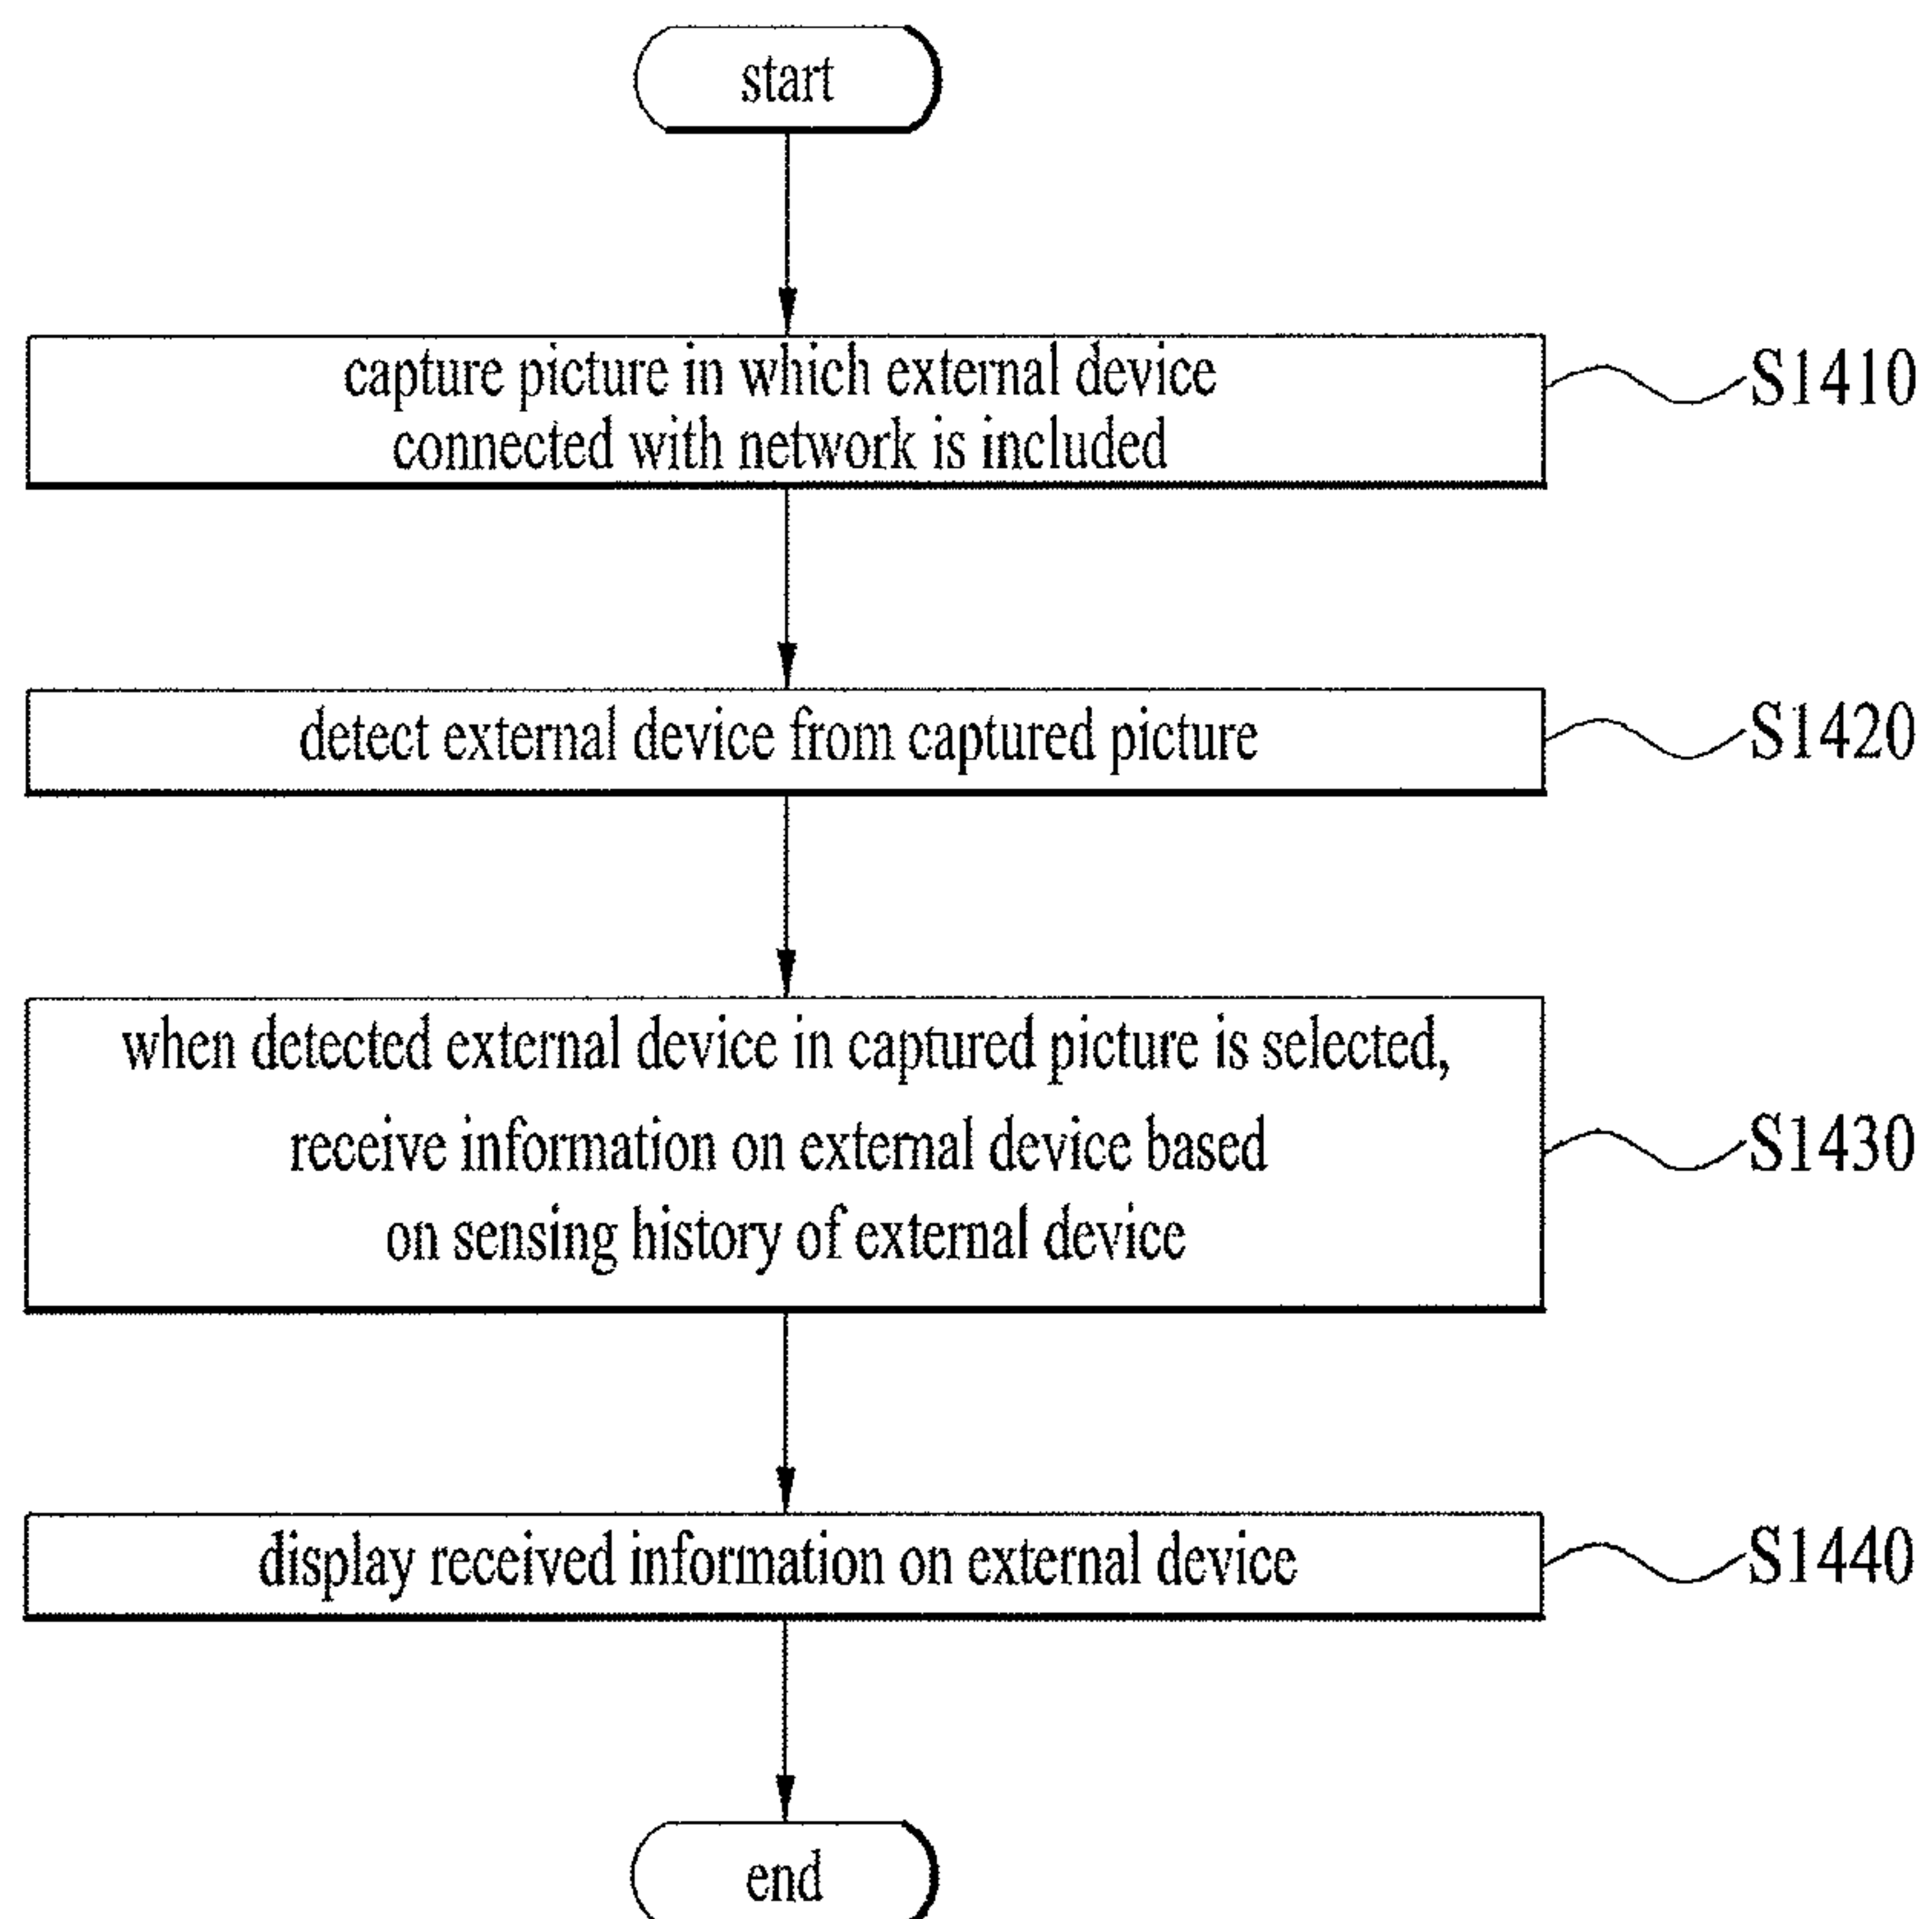 start
capture picture in which external device
connected with network is included
S1410
detect external device from captured picture
S1420
when detected external device in captured picture is selected,
receive information on external device based
on sensing history of external device
S1430
display received information on external device
S1440
end